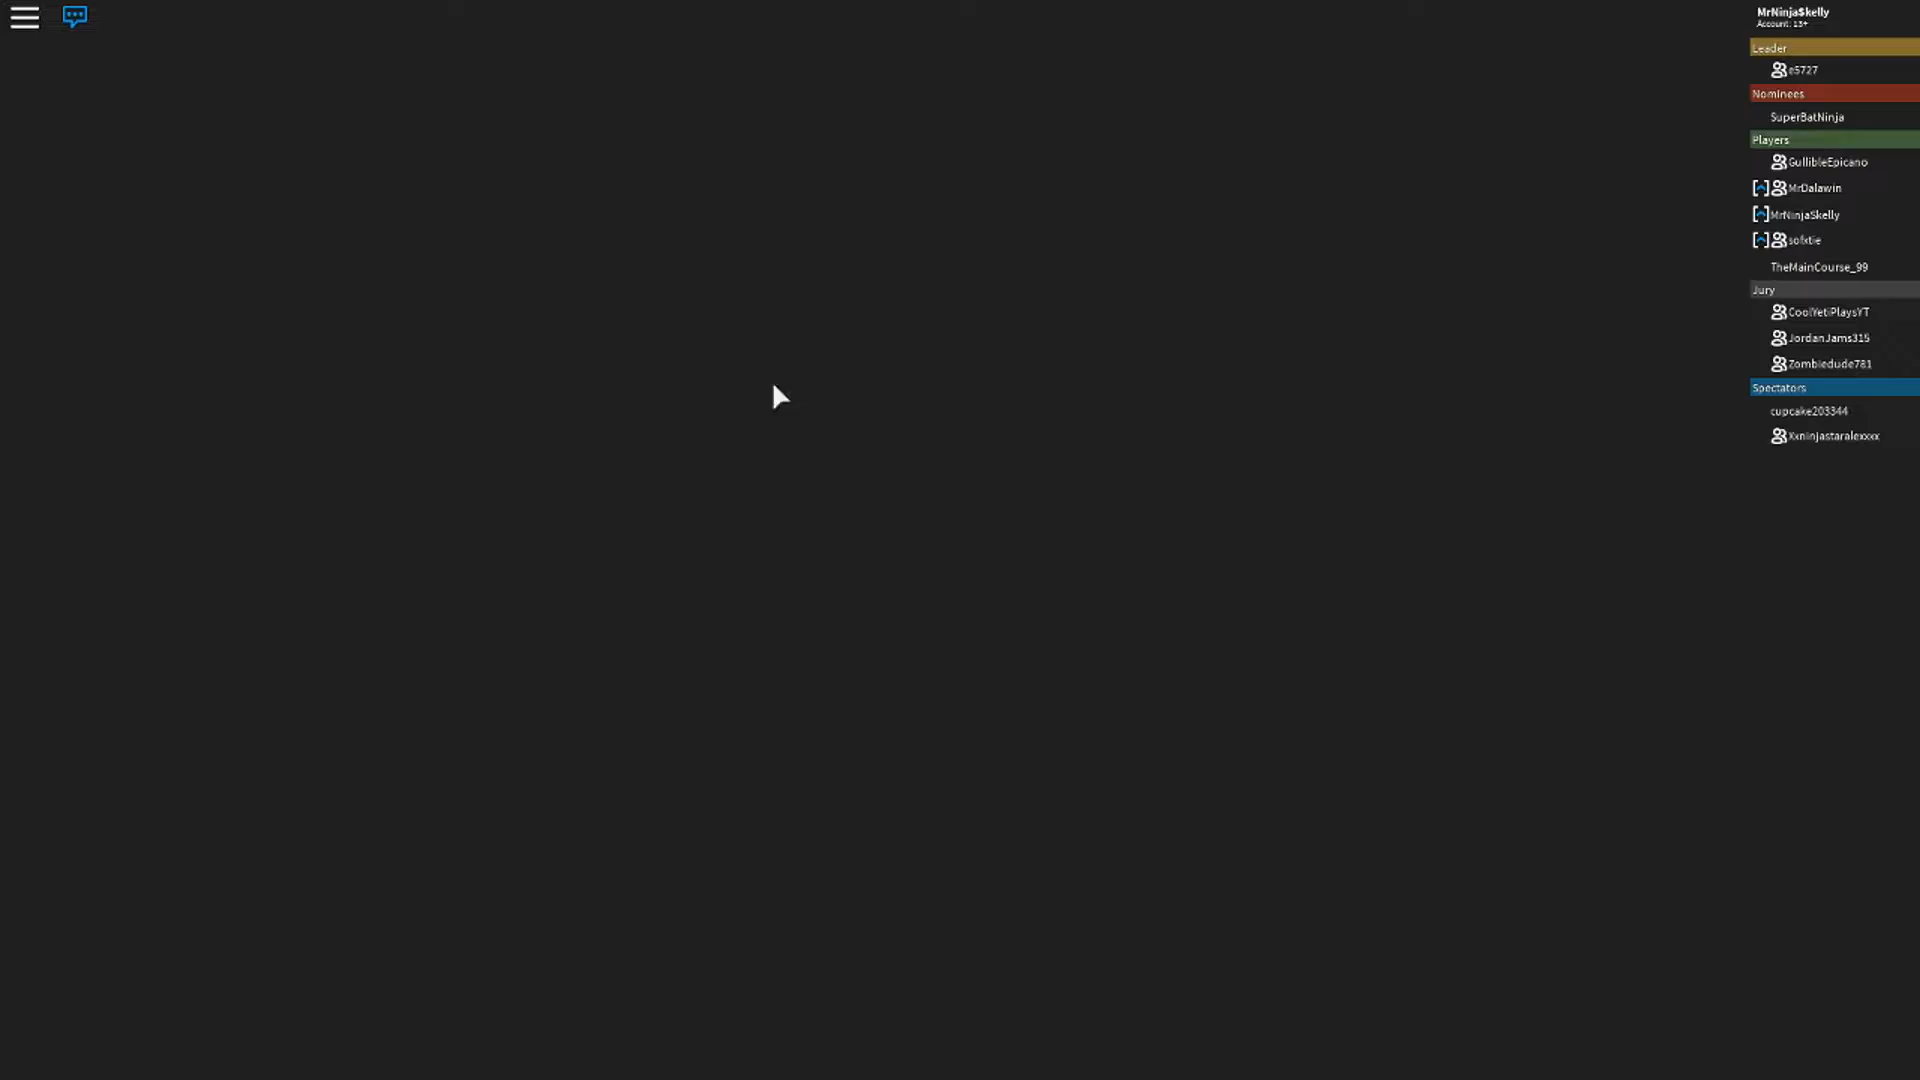 MrNinjaSkelly
Account: 13+
Leader
e5727
Nominees
SuperBatNinja
Players
GullibleEpicano
MrDalawin
MrNinjaSkelly
sofxtie
TheMainCourse_99
Jury
CoolYetiPlaysYT
JordanJams315
Zombiedude781
Spectators
cupcake203344
Xxninjastaralexxxx